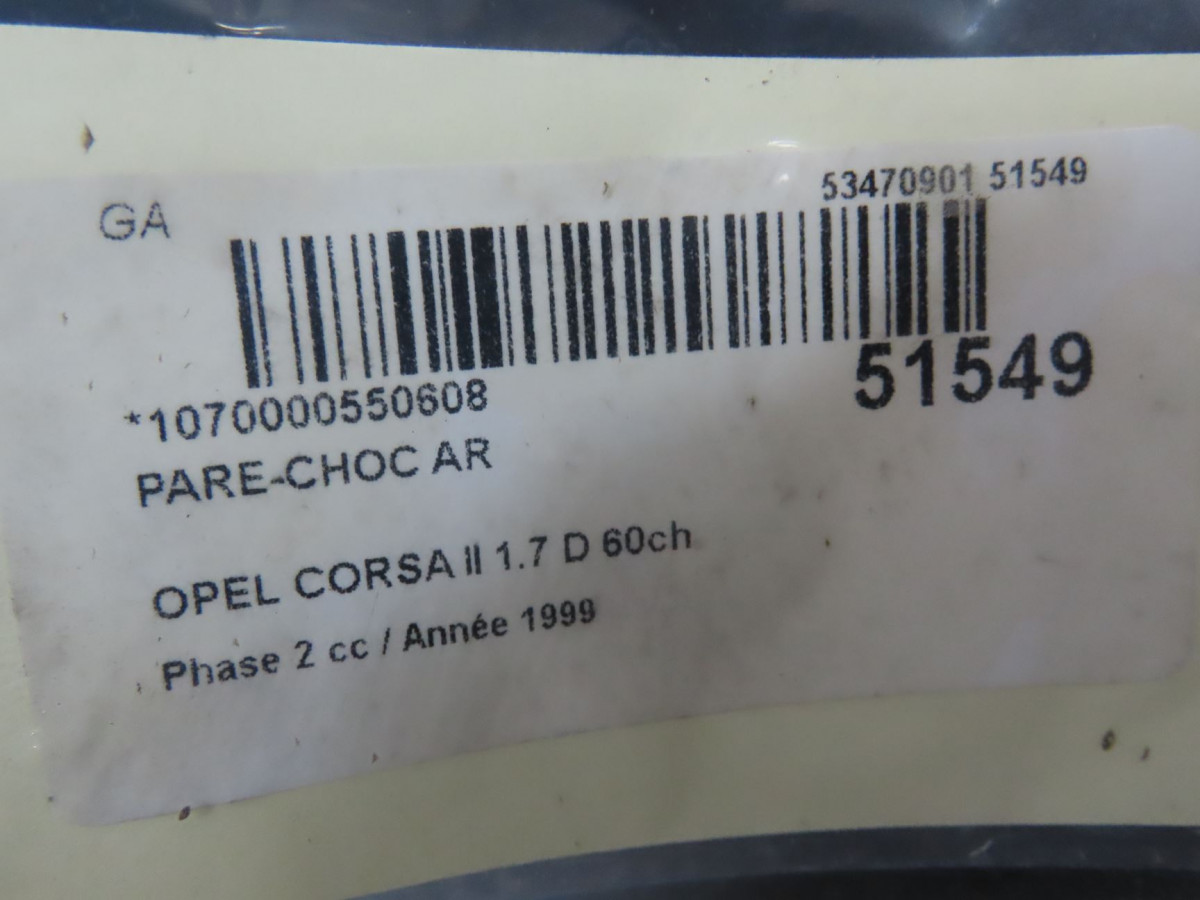 GA
53470901 51549
51549
*1070000550608
PARE-CHOC AR
OPEL CORSA II 1.7 D 60ch
Phase 2 cc / Année 1999